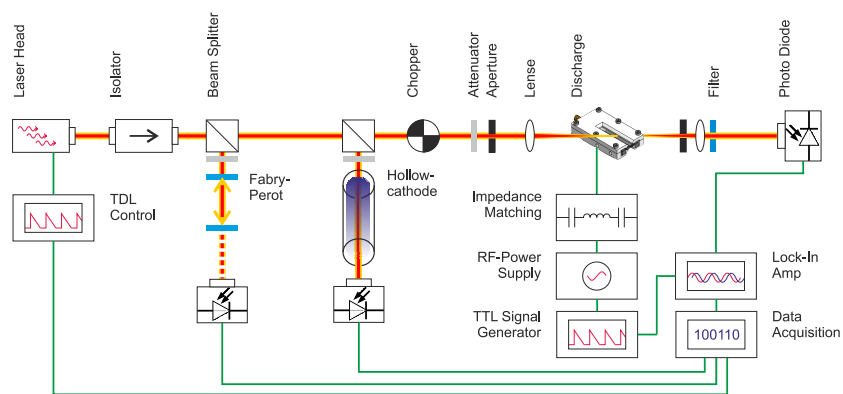 Laser Head
Isolator
Beam Splitter
Chopper
Attenuator
Aperture
Lense
Discharge
Filter
Photo Diode
TDL
Control
Fabry-
Perot
Hollow-
cathode
Impedance
Matching
RF-Power
Supply
TTL Signal
Generator
Lock-In
Amp
100110
Data
Acquisition